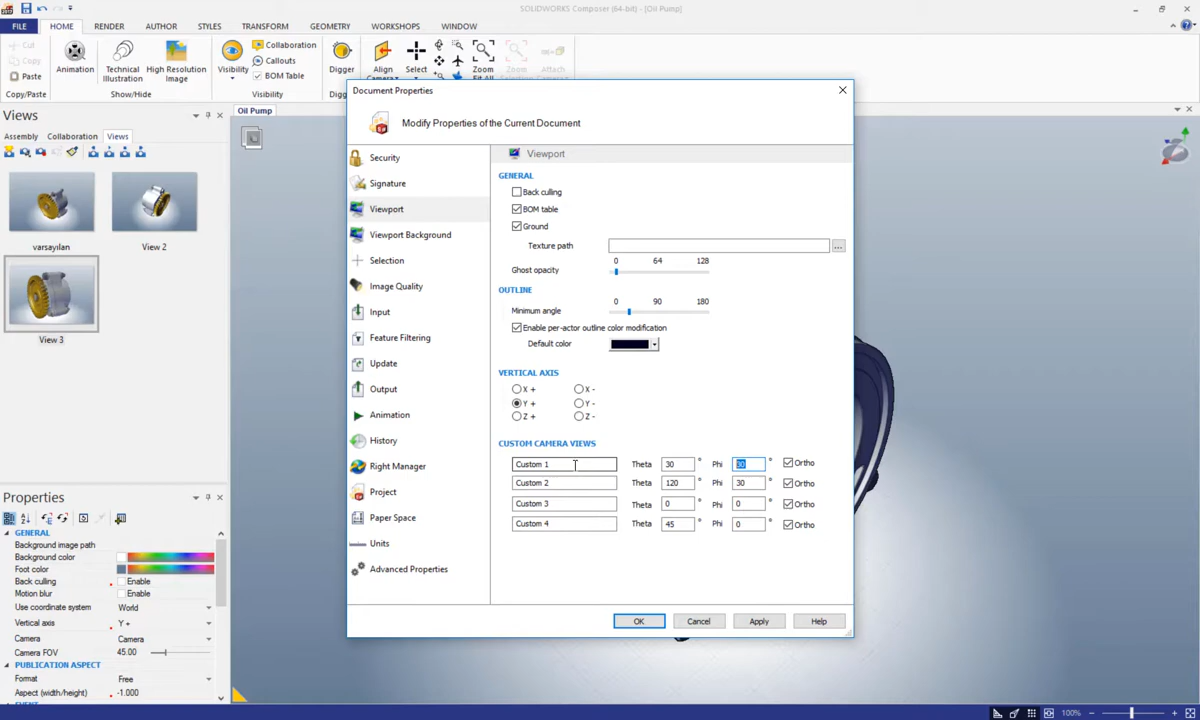 SOLIDWORKS Composer (64-bit) - [Oil Pump]
FILE HOME RENDER AUTHOR STYLES TRANSFORM GEOMETRY WORKSHOPS WINDOW
Cut
Copy
Paste
Animation
Technical Illustration
High Resolution Image
Visibility
Collaboration
Callouts
BOM Table
Digger
Align Camera
Select
Zoom Fit All
Attach
Copy/Paste Show/Hide Visibility
Views
Assembly Collaboration Views
varsayılan
View 2
View 3
Oil Pump
Document Properties
Modify Properties of the Current Document
Security
Signature
Viewport
Viewport Background
Selection
Image Quality
Input
Feature Filtering
Update
Output
Animation
History
Right Manager
Project
Paper Space
Units
Advanced Properties
Viewport
GENERAL
Back culling
BOM table
Ground
Texture path ...
0 64 128
Ghost opacity
OUTLINE
0 90 180
Minimum angle
Enable per-actor outline color modification
Default color
VERTICAL AXIS
X + X -
Y + Y -
Z + Z -
CUSTOM CAMERA VIEWS
Custom 1 Theta 30 ° Phi 30 ° Ortho
Custom 2 Theta 120 ° Phi 30 ° Ortho
Custom 3 Theta 0 ° Phi 0 ° Ortho
Custom 4 Theta 45 ° Phi 0 ° Ortho
OK Cancel Apply Help
Properties
GENERAL
Background image path
Background color
Foot color
Back culling Enable
Motion blur Enable
Use coordinate system World
Vertical axis Y +
Camera Camera
Camera FOV 45.00
PUBLICATION ASPECT
Format Free
Aspect (width/height) -1.000
100%